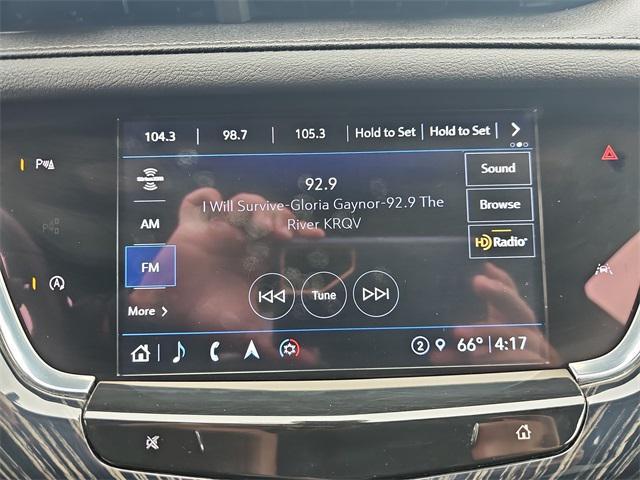 104.3 | 98.7 | 105.3 | Hold to Set | Hold to Set |
92.9
I Will Survive-Gloria Gaynor-92.9 The
River KRQV
AM
FM
More
Sound
Browse
HD Radio
Tune
2 66° | 4:17
P
A